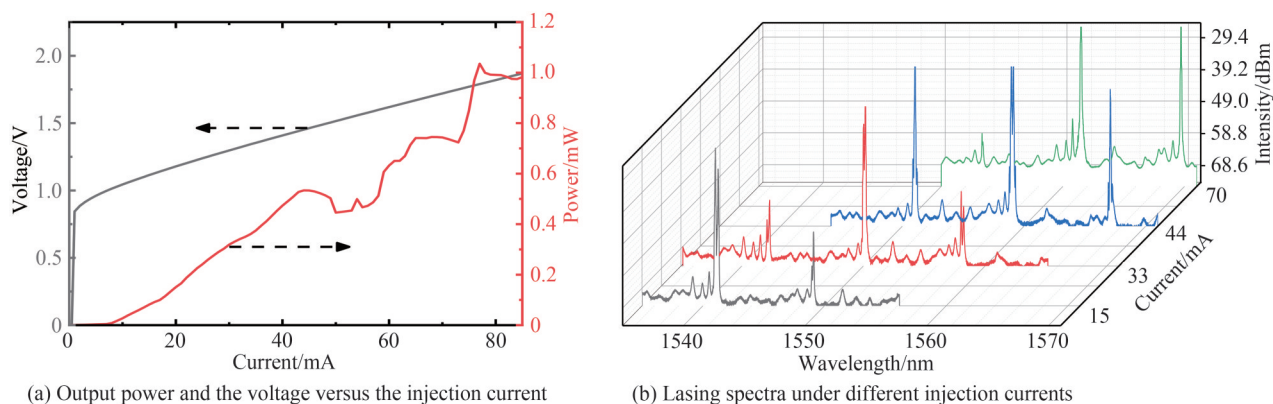 2.0
1.5
1.0
0.5
0
Voltage/V
1.2
1.0
0.8
0.6
0.4
0.2
0
Power/mW
0 20 40 60 80
Current/mA
(a) Output power and the voltage versus the injection current
29.4
39.2
49.0
58.8
68.6
Intensity/dBm
70
44
33
15
Current/mA
1540 1550 1560 1570
Wavelength/nm
(b) Lasing spectra under different injection currents